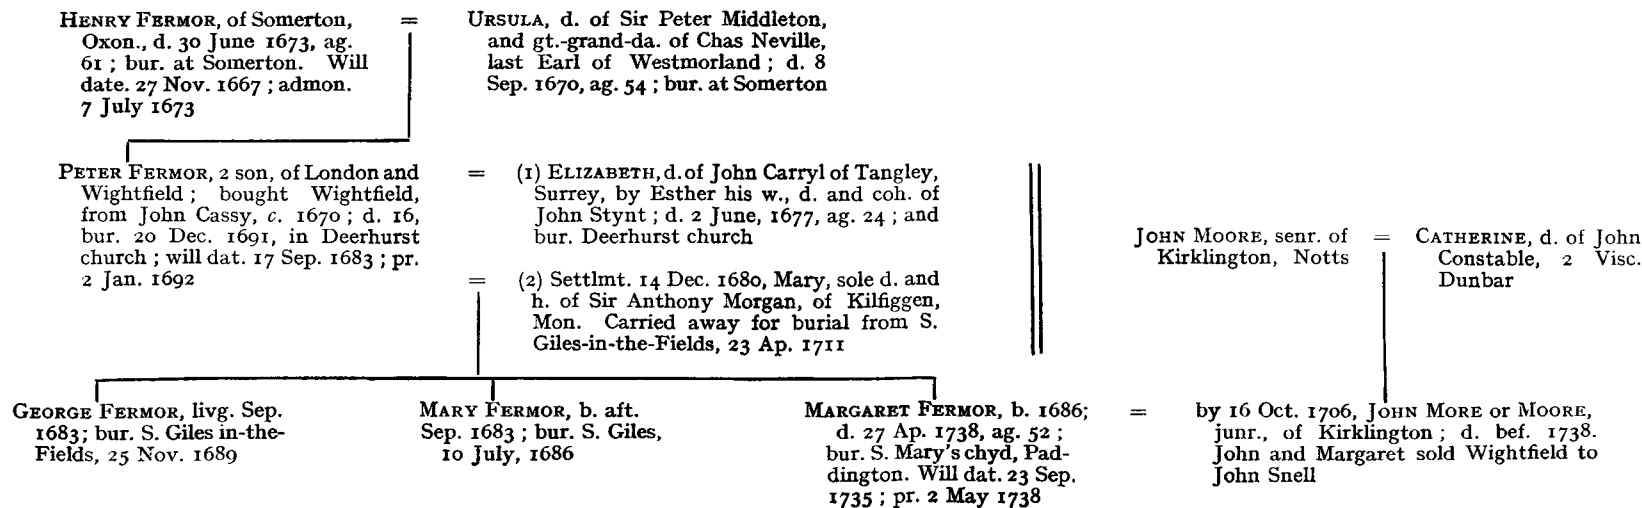 HENRY FERMOR, of Somerton,
Oxon., d. 30 June 1673, ag.
61 ; bur. at Somerton. Will
date. 27 Nov. 1667 ; admon.
7 July 1673
=
URSULA, d. of Sir Peter Middleton,
and gt.-grand-da. of Chas Neville,
last Earl of Westmorland ; d. 8
Sep. 1670, ag. 54 ; bur. at Somerton
PETER FERMOR, 2 son, of London and
Wightfield ; bought Wightfield,
from John Cassy, c. 1670 ; d. 16,
bur. 20 Dec. 1691, in Deerhurst
church ; will dat. 17 Sep. 1683 ; pr.
2 Jan. 1692
=
(1) ELIZABETH, d. of John Carryl of Tangley,
Surrey, by Esther his w., d. and coh. of
John Stynt ; d. 2 June, 1677, ag. 24 ; and
bur. Deerhurst church
=
(2) Settlmt. 14 Dec. 1680, Mary, sole d. and
h. of Sir Anthony Morgan, of Kilfiggen,
Mon. Carried away for burial from S.
Giles-in-the-Fields, 23 Ap. 1711
JOHN MOORE, senr. of
Kirklington, Notts
=
CATHERINE, d. of John
Constable, 2 Visc.
Dunbar
GEORGE FERMOR, livg. Sep.
1683; bur. S. Giles in-the-
Fields, 25 Nov. 1689
MARY FERMOR, b. aft.
Sep. 1683 ; bur. S. Giles,
10 July, 1686
MARGARET FERMOR, b. 1686;
d. 27 Ap. 1738, ag. 52 ;
bur. S. Mary's chyd, Pad-
dington. Will dat. 23 Sep.
1735 ; pr. 2 May 1738
=
by 16 Oct. 1706, JOHN MORE or MOORE,
junr., of Kirklington ; d. bef. 1738.
John and Margaret sold Wightfield to
John Snell